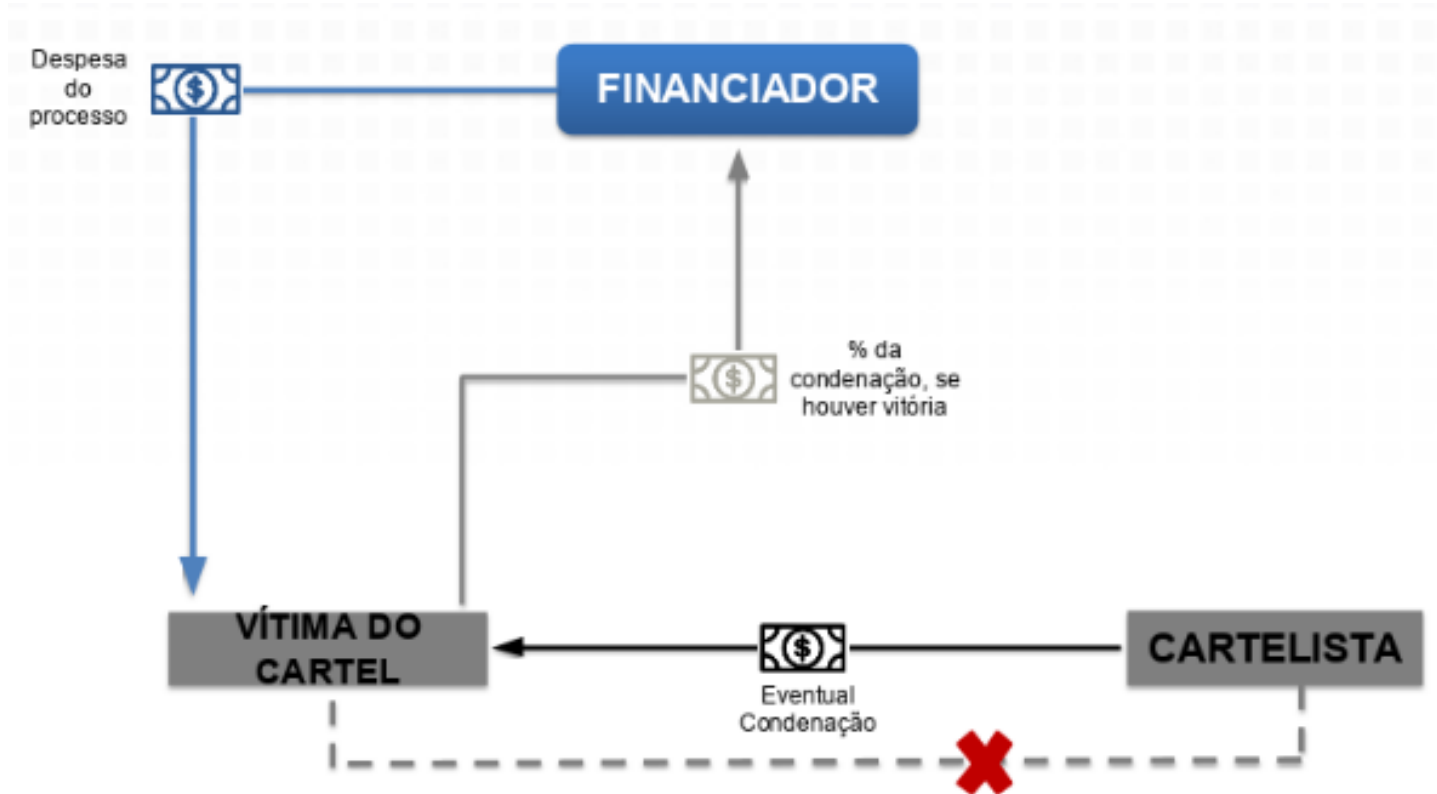 Despesa
do
processo
FINANCIADOR
% da
condenação, se
houver vitória
VÍTIMA DO
CARTEL
CARTELISTA
Eventual
Condenação